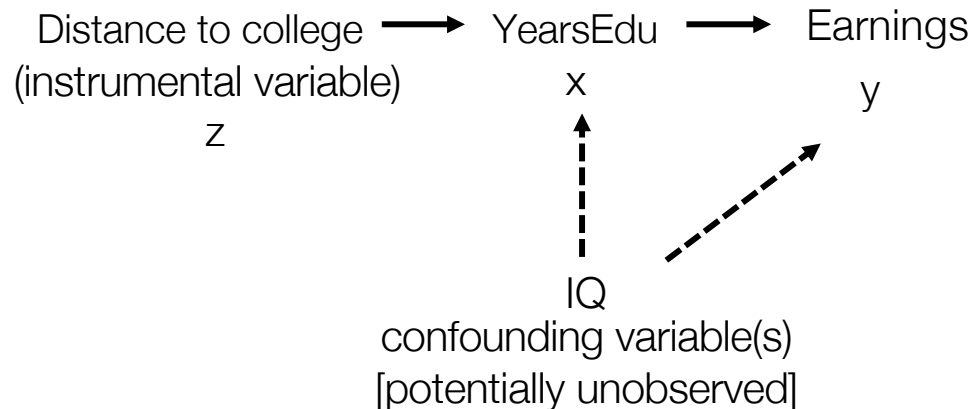 Distance to college
(instrumental variable)
z
YearsEdu
x
Earnings
y
IQ
confounding variable(s)
[potentially unobserved]